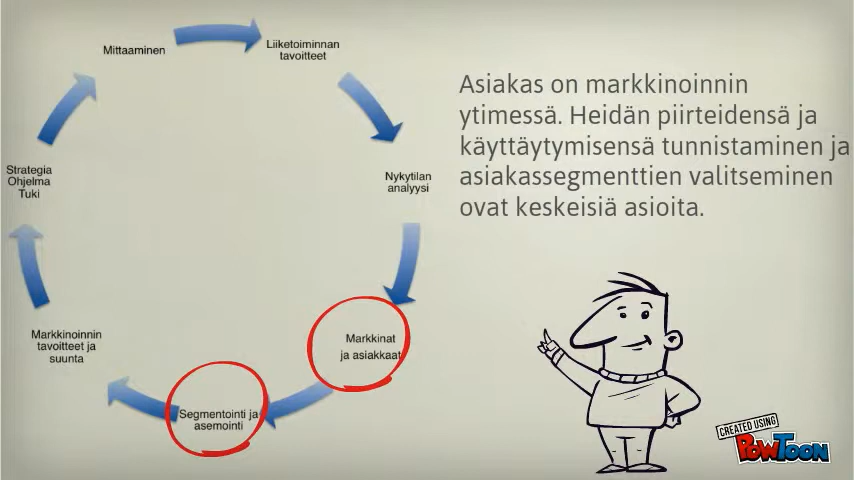 Mittaaminen
Liiketoiminnan
tavoitteet
Nykytilan
analyysi
Markkinat
ja asiakkaat
Segmentointi ja
asemointi
Markkinoinnin
tavoitteet ja
suunta
Strategia
Ohjelma
Tuki
Asiakas on markkinoinnin
ytimessä. Heidän piirteidensä ja
käyttäytymisensä tunnistaminen ja
asiakassegmenttien valitseminen
ovat keskeisiä asioita.
CREATED USING
POWTOON